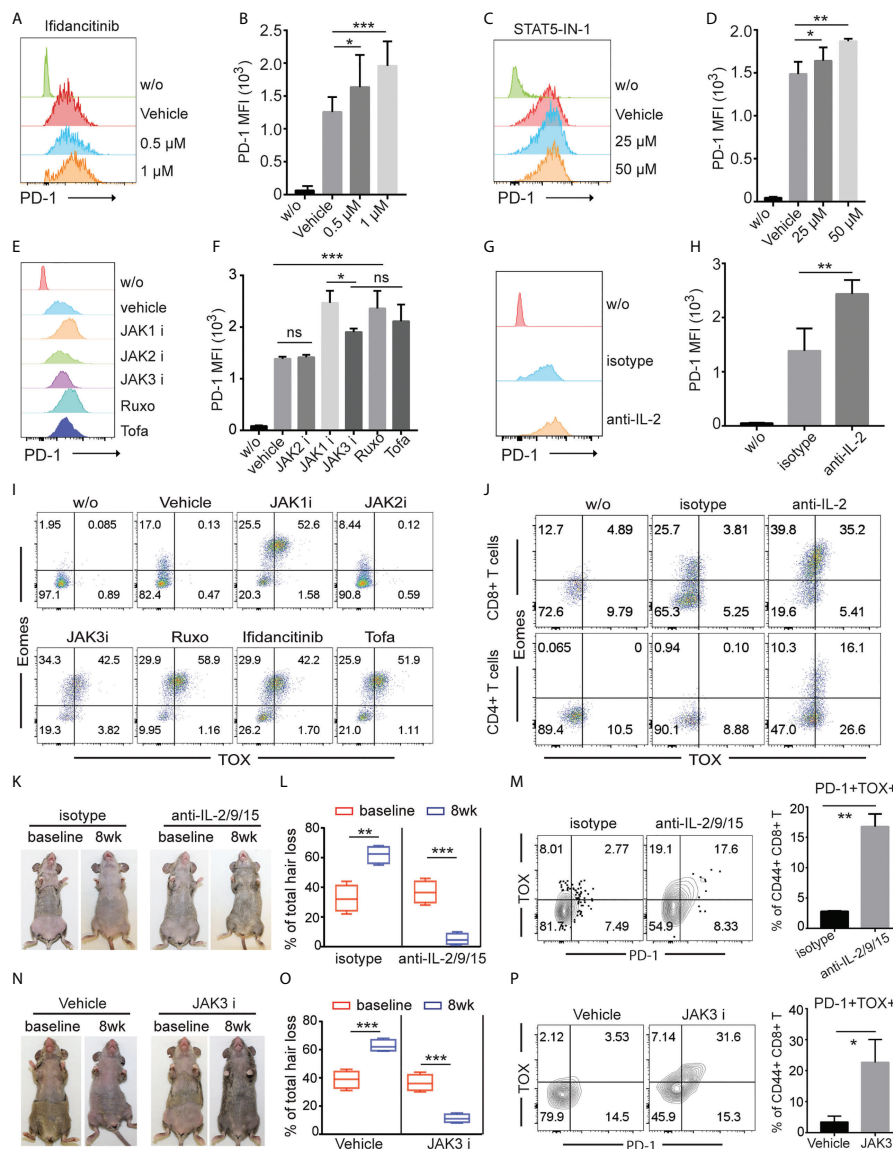 A
Ifidancitinib
w/o
Vehicle
0.5 µM
1 µM
PD-1
B
*** 
*
PD-1 MFI (10³)
2.5
2.0
1.5
1.0
0.5
0
w/o
Vehicle
0.5 µM
1 µM
C
STAT5-IN-1
w/o
Vehicle
25 µM
50 µM
PD-1
D
**
*
PD-1 MFI (10³)
2.0
1.5
1.0
0.5
0
w/o
Vehicle
25 µM
50 µM
E
w/o
vehicle
JAK1 i
JAK2 i
JAK3 i
Ruxo
Tofa
PD-1
F
***
* ns
ns
PD-1 MFI (10³)
3
2
1
0
w/o
vehicle
JAK2 i
JAK1 i
JAK3 i
Ruxo
Tofa
G
w/o
isotype
anti-IL-2
PD-1
H
**
PD-1 MFI (10³)
3
2
1
0
w/o
isotype
anti-IL-2
I
w/o Vehicle JAK1i JAK2i
1.95 0.085 17.0 0.13 25.5 52.6 8.44 0.12
97.1 0.89 82.4 0.47 20.3 1.58 90.8 0.59
JAK3i Ruxo Ifidancitinib Tofa
34.3 42.5 29.9 58.9 29.9 42.2 25.9 51.9
19.3 3.82 9.95 1.16 26.2 1.70 21.0 1.11
Eomes
TOX
J
w/o isotype anti-IL-2
CD8+ T cells
12.7 4.89 25.7 3.81 39.8 35.2
72.6 9.79 65.3 5.25 19.6 5.41
CD4+ T cells
0.065 0 0.94 0.10 10.3 16.1
89.4 10.5 90.1 8.88 47.0 26.6
Eomes
TOX
K
isotype anti-IL-2/9/15
baseline 8wk baseline 8wk
L
baseline 8wk
** ***
% of total hair loss
80
60
40
20
0
isotype anti-IL-2/9/15
M
isotype anti-IL-2/9/15
8.01 2.77 19.1 17.6
81.7 7.49 54.9 8.33
TOX
PD-1
PD-1+TOX+
**
% of CD44+ CD8+ T
20
15
10
5
0
isotype
anti-IL-2/9/15
N
Vehicle JAK3 i
baseline 8wk baseline 8wk
O
baseline 8wk
*** ***
% of total hair loss
80
60
40
20
0
Vehicle JAK3 i
P
Vehicle JAK3 i
2.12 3.53 7.14 31.6
79.9 14.5 45.9 15.3
TOX
PD-1
PD-1+TOX+
*
% of CD44+ CD8+ T
40
30
20
10
0
Vehicle JAK3